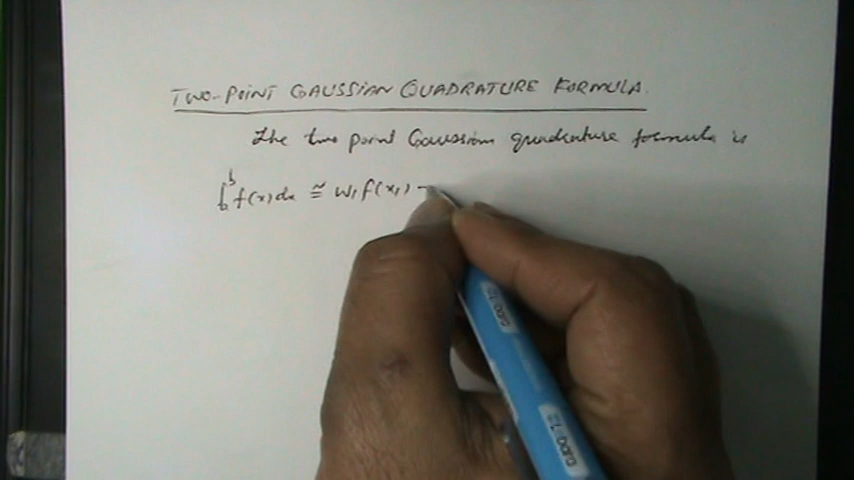 TWO-POINT GAUSSIAN QUADRATURE FORMULA.
The two point Gaussian quadrature formula is
∫ₐᵇ f(x)dx ≅ w₁f(x₁) -